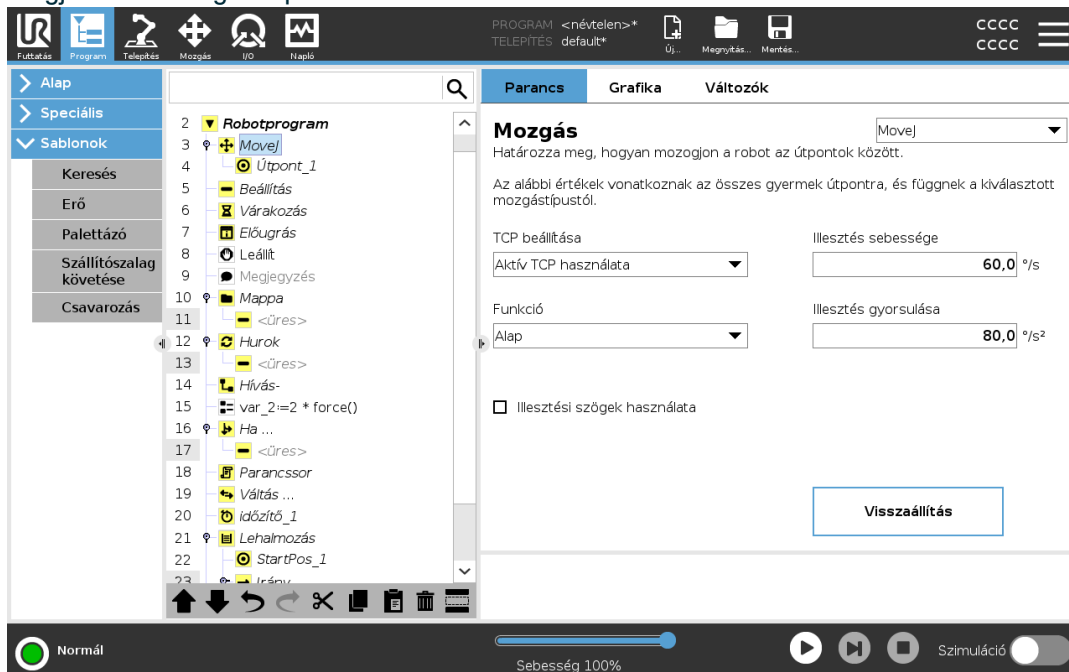 PROGRAM <névtelen>*
TELEPÍTÉS default*
UR
Futtatás Program Telepítés Mozgás I/O Napló
Új... Megnyitás... Mentés...
CCCC
CCCC
Alap
Speciális
Sablonok
Keresés
Erő
Palettázó
Szállítószalag
követése
Csavarozás
2 Robotprogram
3 MoveJ
4 Útpont_1
5 Beállítás
6 Várakozás
7 Előugrás
8 Leállít
9 Megjegyzés
10 Mappa
11 <üres>
12 Hurok
13 <üres>
14 Hívás-
15 var_2:=2 * force()
16 Ha ...
17 <üres>
18 Parancssor
19 Váltás ...
20 időzítő_1
21 Lehalmozás
22 StartPos_1
23 Irány
Parancs Grafika Változók
Mozgás
MoveJ
Határozza meg, hogyan mozogjon a robot az útpontok között.
Az alábbi értékek vonatkoznak az összes gyermek útpontra, és függnek a kiválasztott
mozgástípustól.
TCP beállítása
Aktív TCP használata
Illesztés sebessége
60,0 °/s
Funkció
Alap
Illesztés gyorsulása
80,0 °/s²
Illesztési szögek használata
Visszaállítás
Normál
Sebesség 100%
Szimuláció